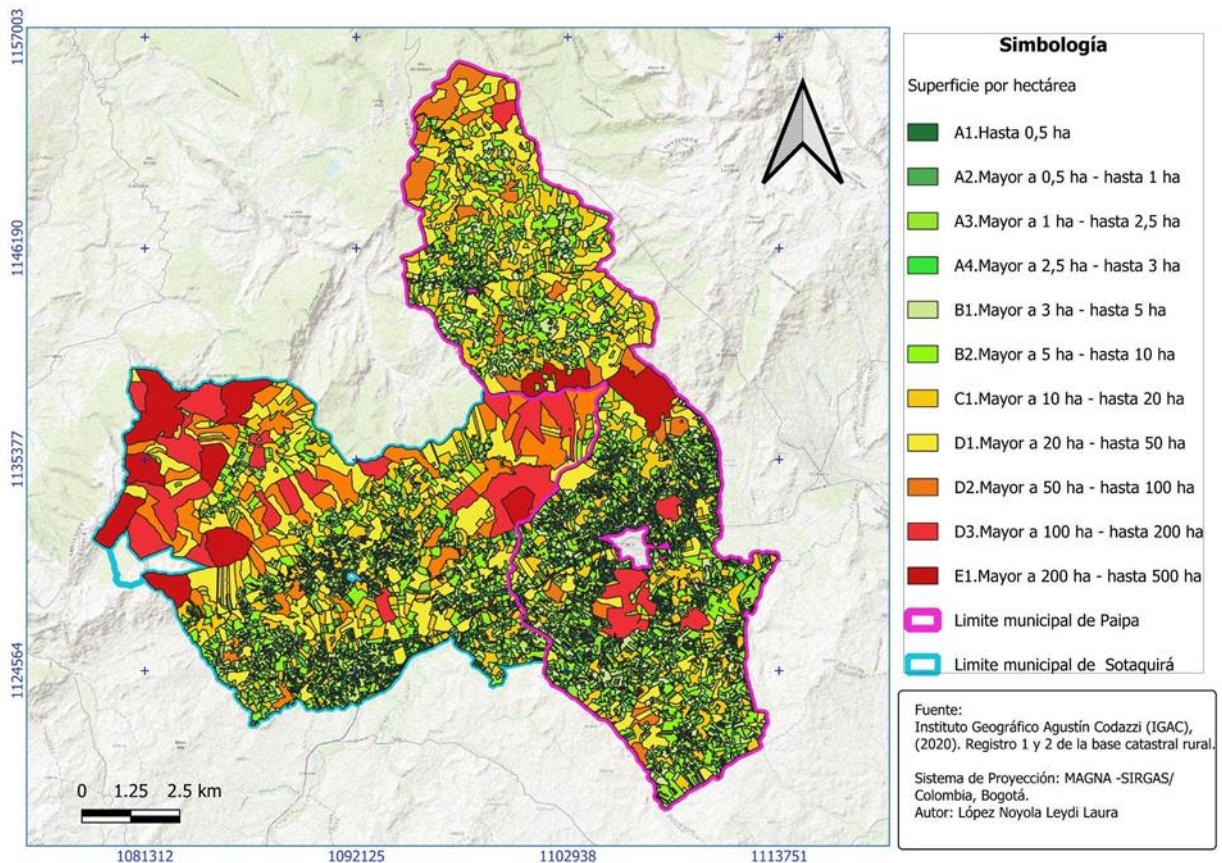 1157003
1146190
1135377
1124564
0 1.25 2.5 km
1081312 1092125 1102938 1113751
Simbología
Superficie por hectárea
A1.Hasta 0,5 ha
A2.Mayor a 0,5 ha - hasta 1 ha
A3.Mayor a 1 ha - hasta 2,5 ha
A4.Mayor a 2,5 ha - hasta 3 ha
B1.Mayor a 3 ha - hasta 5 ha
B2.Mayor a 5 ha - hasta 10 ha
C1.Mayor a 10 ha - hasta 20 ha
D1.Mayor a 20 ha - hasta 50 ha
D2.Mayor a 50 ha - hasta 100 ha
D3.Mayor a 100 ha - hasta 200 ha
E1.Mayor a 200 ha - hasta 500 ha
Limite municipal de Paipa
Limite municipal de Sotaquirá
Fuente:
Instituto Geográfico Agustín Codazzi (IGAC),
(2020). Registro 1 y 2 de la base catastral rural.
Sistema de Proyección: MAGNA -SIRGAS/
Colombia, Bogotá.
Autor: López Noyola Leydi Laura